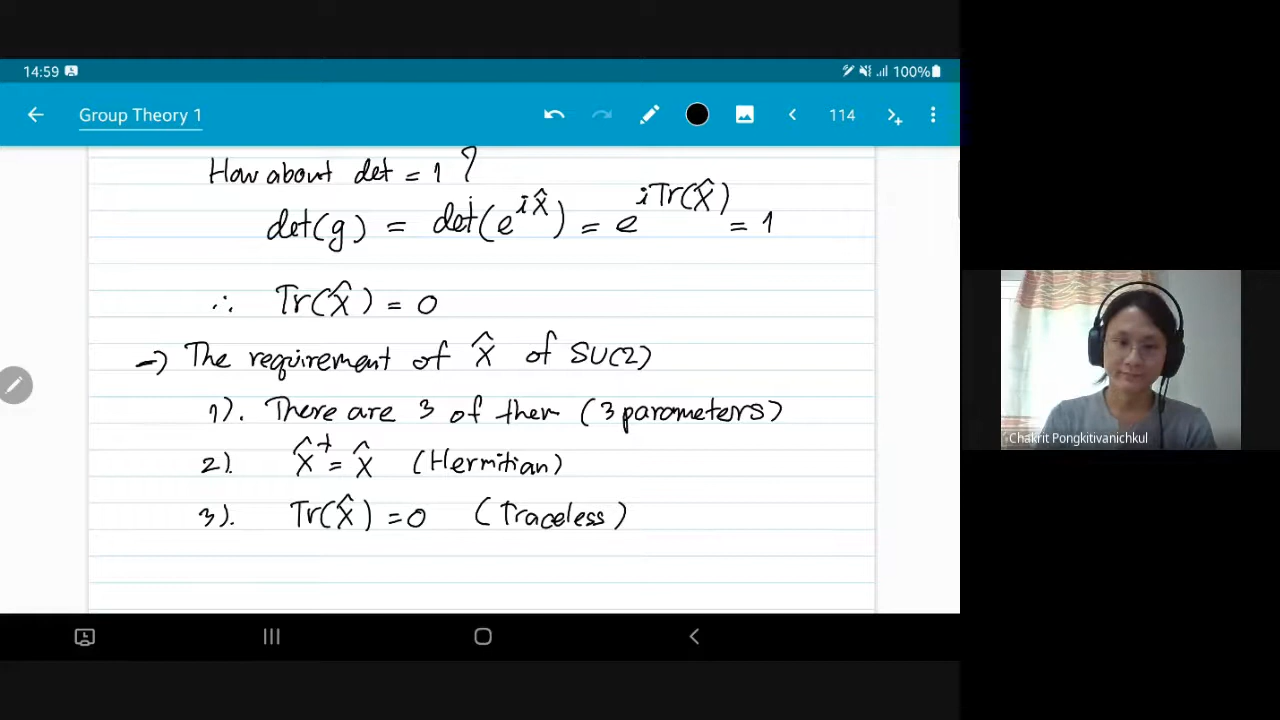 14:59 100%
Group Theory 1 114
How about det = 1 ?
det(g) = det(e^{iX̂}) = e^{iTr(X̂)} = 1
∴ Tr(X̂) = 0
→ The requirement of X̂ of SU(2)
1). There are 3 of them (3 parameters)
2). X̂^† = X̂ (Hermitian)
3). Tr(X̂) = 0 (Traceless)
Chakrit Pongkitivanichkul